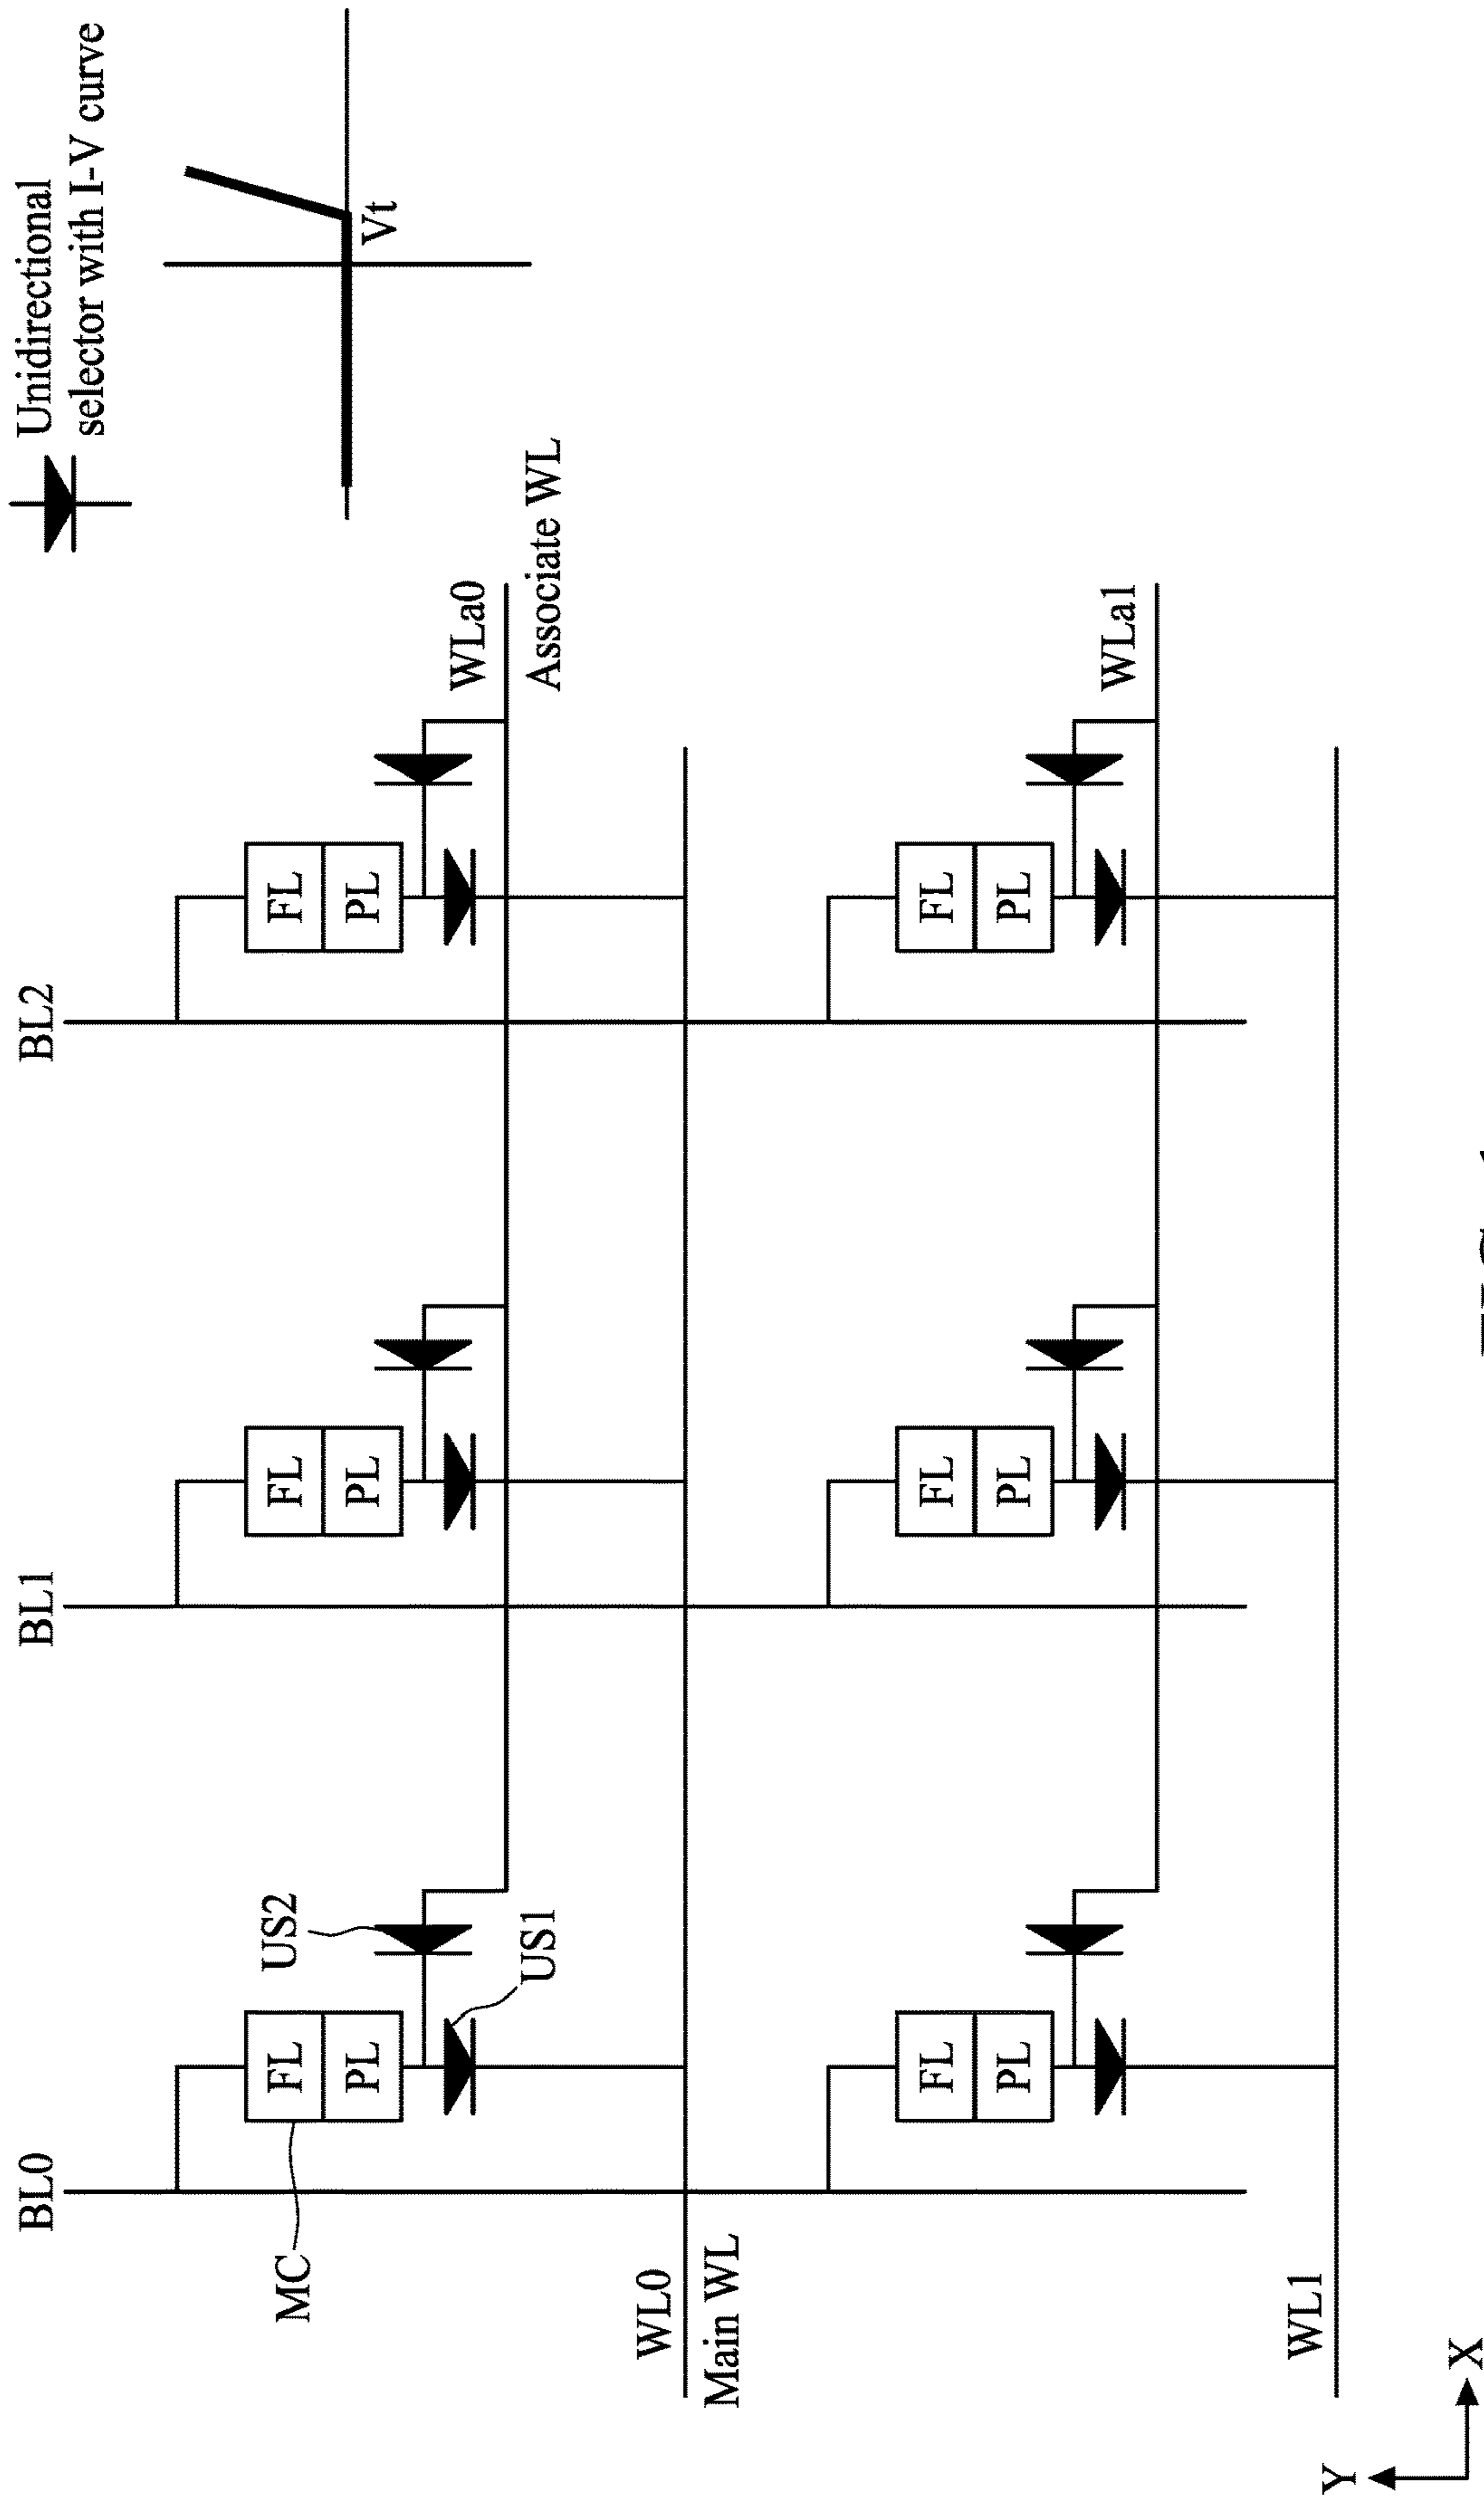 Unidirectional
selector with I-V curve
Vt
BL0
BL1
BL2
MC
FL
PL
US2
US1
FL
PL
FL
PL
WLa0
Associate WL
WL0
Main WL
FL
PL
FL
PL
FL
PL
WLa1
WL1
Y
X